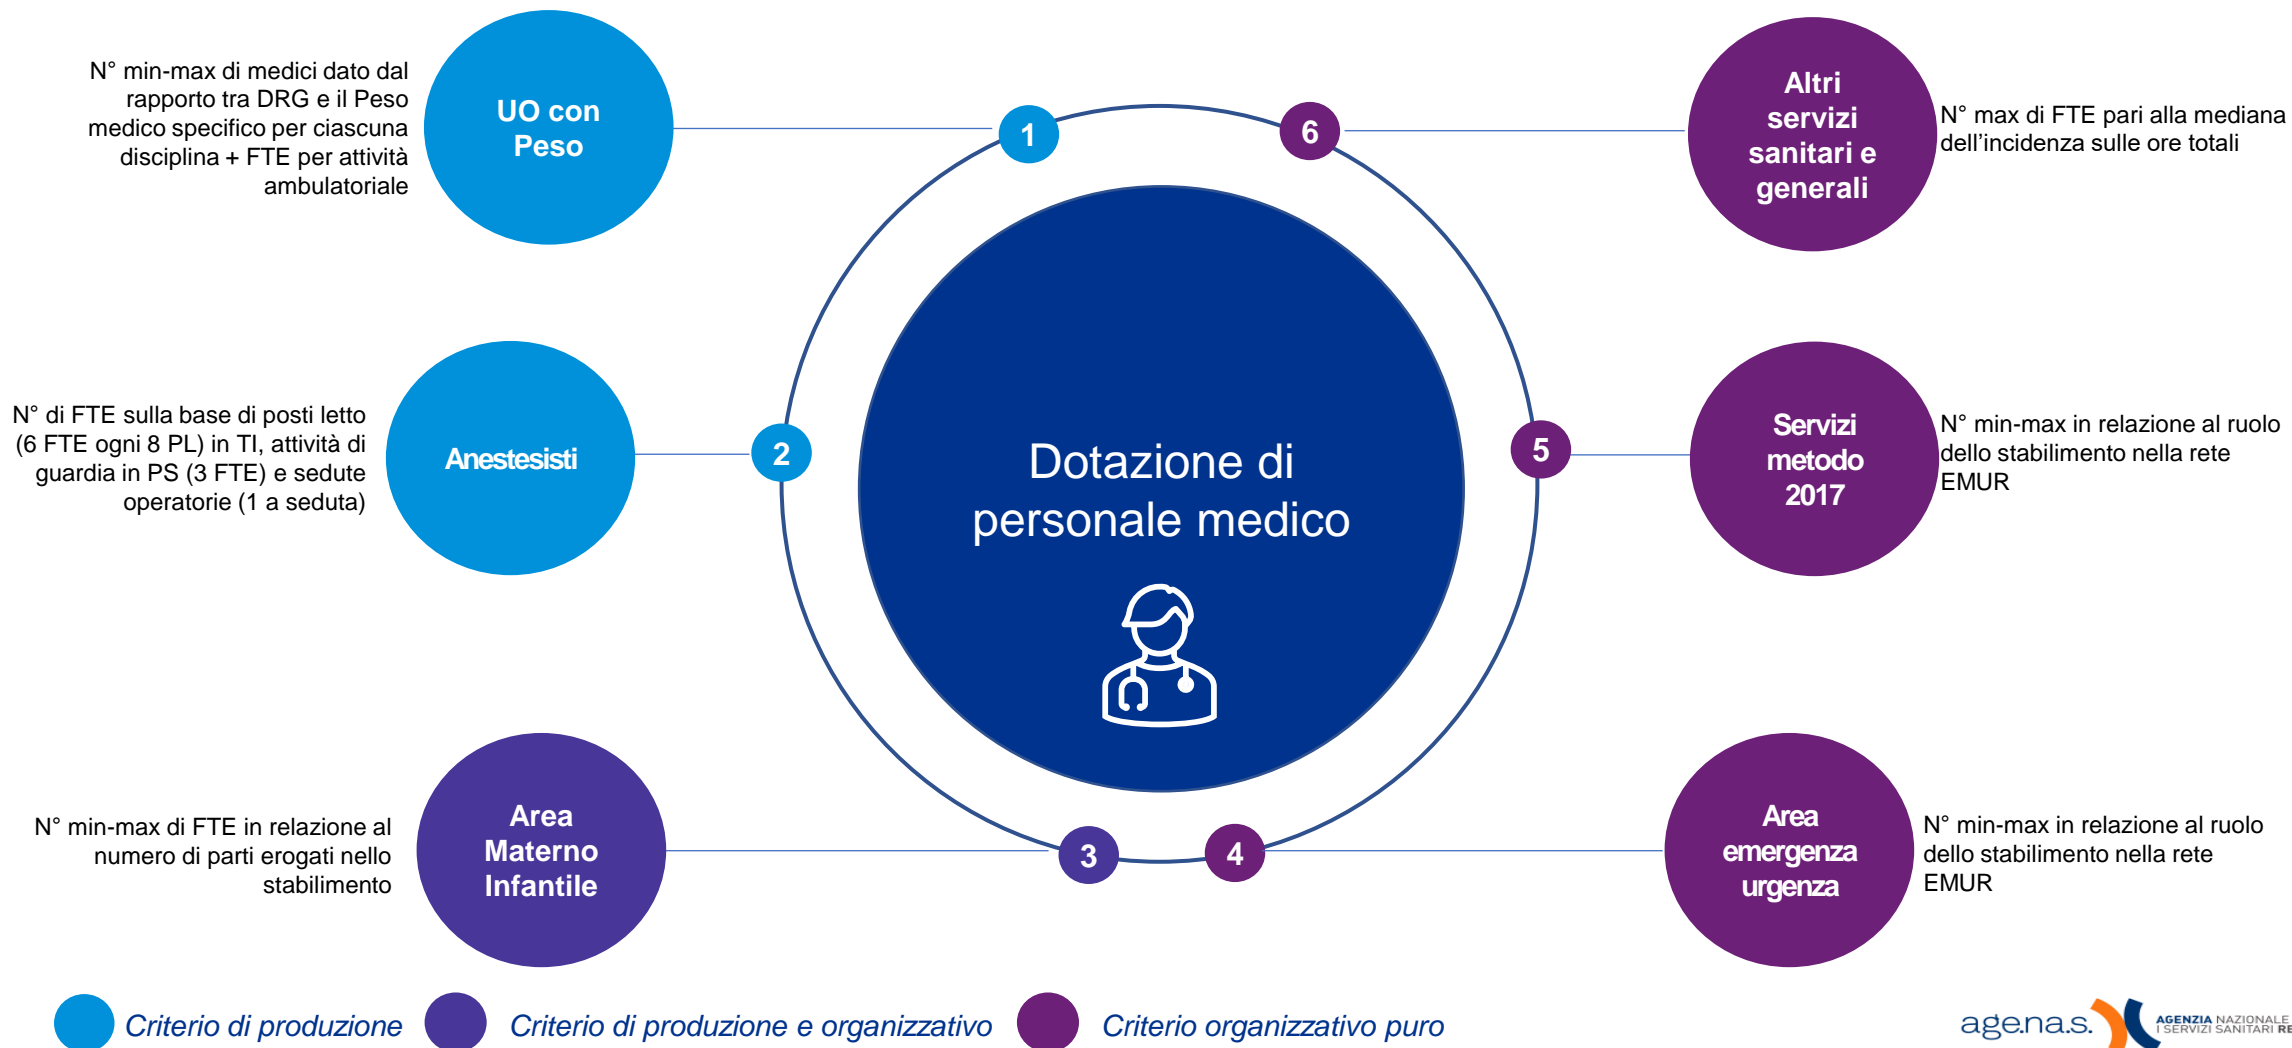 N° min-max di medici dato dal
rapporto tra DRG e il Peso
medico specifico per ciascuna
disciplina + FTE per attività
ambulatoriale
UO con
Peso
1
N° di FTE sulla base di posti letto
(6 FTE ogni 8 PL) in TI, attività di
guardia in PS (3 FTE) e sedute
operatorie (1 a seduta)
Anestesisti
2
N° min-max di FTE in relazione al
numero di parti erogati nello
stabilimento
Area
Materno
Infantile
3
Dotazione di
personale medico
6
Altri
servizi
sanitari e
generali
N° max di FTE pari alla mediana
dell'incidenza sulle ore totali
5
Servizi
metodo
2017
N° min-max in relazione al ruolo
dello stabilimento nella rete
EMUR
4
Area
emergenza
urgenza
N° min-max in relazione al ruolo
dello stabilimento nella rete
EMUR
Criterio di produzione
Criterio di produzione e organizzativo
Criterio organizzativo puro
age.na.s.
AGENZIA NAZIONALE
I SERVIZI SANITARI RE